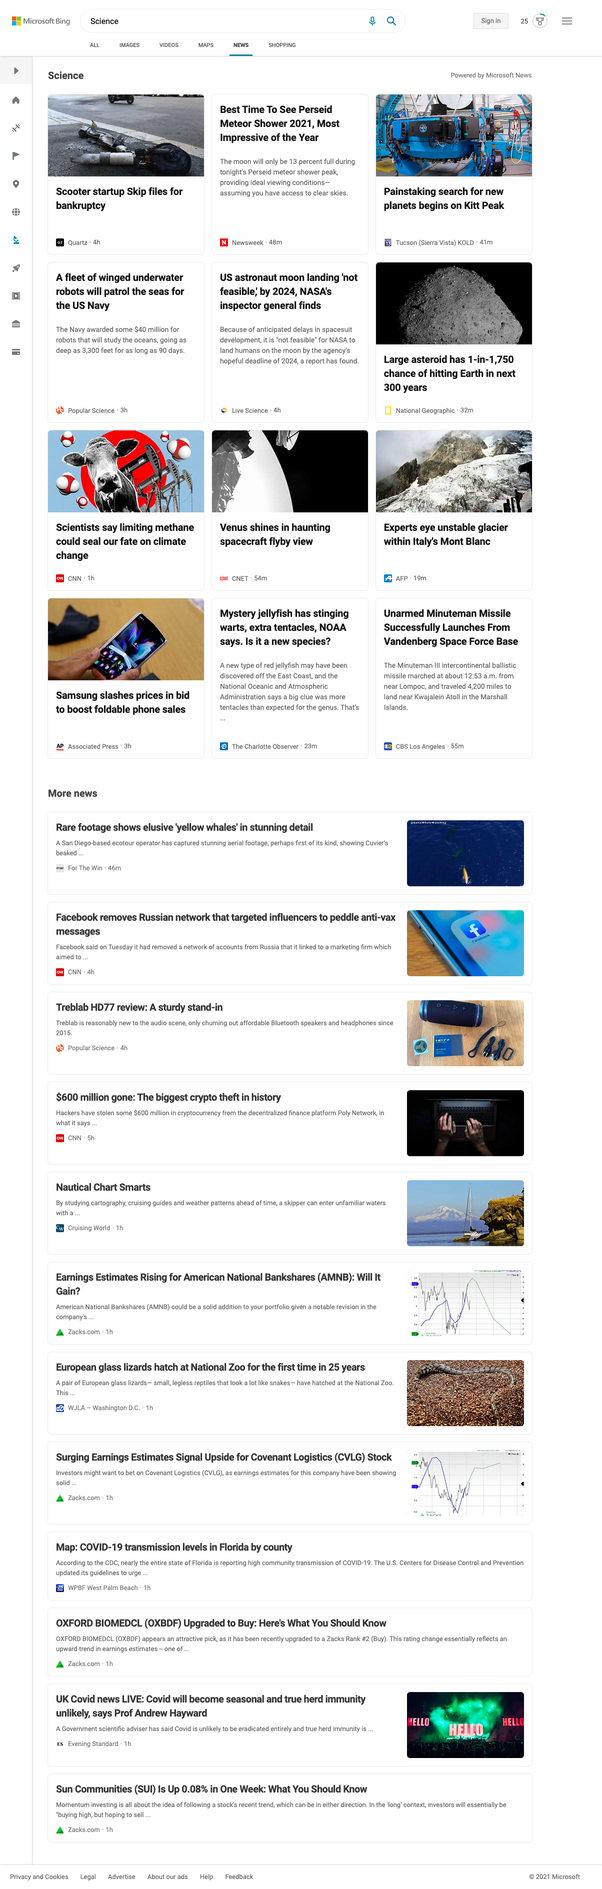 Microsoft Bing
Science
Sign in
25
ALL
IMAGES
VIDEOS
MAPS
NEWS
SHOPPING
Science
Powered by Microsoft News
Scooter startup Skip files for
bankruptcy
Quartz · 4h
Best Time To See Perseid
Meteor Shower 2021, Most
Impressive of the Year
The moon will only be 13 percent full during
tonight's Perseid meteor shower peak,
providing ideal viewing conditions—
assuming you have access to clear skies.
Newsweek · 48m
Painstaking search for new
planets begins on Kitt Peak
Tucson (Sierra Vista) KOLD · 41m
A fleet of winged underwater
robots will patrol the seas for
the US Navy
The Navy awarded some $40 million for
robots that will study the oceans, going as
deep as 3,300 feet for as long as 90 days.
Popular Science · 3h
US astronaut moon landing 'not
feasible,' by 2024, NASA's
inspector general finds
Because of anticipated delays in spacesuit
development, it is "not feasible" for NASA to
land humans on the moon by the agency's
hopeful deadline of 2024, a report has found.
Live Science · 4h
Large asteroid has 1-in-1,750
chance of hitting Earth in next
300 years
National Geographic · 32m
Scientists say limiting methane
could seal our fate on climate
change
CNN · 1h
Venus shines in haunting
spacecraft flyby view
CNET · 54m
Experts eye unstable glacier
within Italy's Mont Blanc
AFP · 19m
Samsung slashes prices in bid
to boost foldable phone sales
AP Associated Press · 3h
Mystery jellyfish has stinging
warts, extra tentacles, NOAA
says. Is it a new species?
A new type of red jellyfish may have been
discovered off the East Coast, and the
National Oceanic and Atmospheric
Administration says a big clue was more
tentacles than expected for the genus. That's
...
The Charlotte Observer · 23m
Unarmed Minuteman Missile
Successfully Launches From
Vandenberg Space Force Base
The Minuteman III intercontinental ballistic
missile marched at about 12:53 a.m. from
near Lompoc, and traveled 4,200 miles to
land near Kwajalein Atoll in the Marshall
Islands.
CBS Los Angeles · 55m
More news
Rare footage shows elusive 'yellow whales' in stunning detail
A San Diego-based ecotour operator has captured stunning aerial footage, perhaps first of its kind, showing Cuvier's
beaked ...
For The Win · 46m
Facebook removes Russian network that targeted influencers to peddle anti-vax
messages
Facebook said on Tuesday it had removed a network of accounts from Russia that it linked to a marketing firm which
aimed to ...
CNN · 4h
Treblab HD77 review: A sturdy stand-in
Treblab is reasonably new to the audio scene, only churning out affordable Bluetooth speakers and headphones since
2015.
Popular Science · 4h
$600 million gone: The biggest crypto theft in history
Hackers have stolen some $600 million in cryptocurrency from the decentralized finance platform Poly Network, in
what it says ...
CNN · 5h
Nautical Chart Smarts
By studying cartography, cruising guides and weather patterns ahead of time, a skipper can enter unfamiliar waters
with a ...
Cruising World · 1h
Earnings Estimates Rising for American National Bankshares (AMNB): Will It
Gain?
American National Bankshares (AMNB) could be a solid addition to your portfolio given a notable revision in the
company's ...
Zacks.com · 1h
European glass lizards hatch at National Zoo for the first time in 25 years
A pair of European glass lizards— small, legless reptiles that look a lot like snakes— have hatched at the National Zoo.
This ...
WJLA – Washington D.C. · 1h
Surging Earnings Estimates Signal Upside for Covenant Logistics (CVLG) Stock
Investors might want to bet on Covenant Logistics (CVLG), as earnings estimates for this company have been showing
solid ...
Zacks.com · 1h
Map: COVID-19 transmission levels in Florida by county
According to the CDC, nearly the entire state of Florida is reporting high community transmission of COVID-19. The U.S. Centers for Disease Control and Prevention
updated its guidelines to urge ...
WPBF West Palm Beach · 1h
OXFORD BIOMEDCL (OXBDF) Upgraded to Buy: Here's What You Should Know
OXFORD BIOMEDCL (OXBDF) appears an attractive pick, as it has been recently upgraded to a Zacks Rank #2 (Buy). This rating change essentially reflects an
upward trend in earnings estimates – one of ...
Zacks.com · 1h
UK Covid news LIVE: Covid will become seasonal and true herd immunity
unlikely, says Prof Andrew Hayward
A Government scientific adviser has said Covid is unlikely to be eradicated entirely and true herd immunity is ...
ES Evening Standard · 1h
HELLO HELLO HELLO
Sun Communities (SUI) Is Up 0.08% in One Week: What You Should Know
Momentum investing is all about the idea of following a stock's recent trend, which can be in either direction. In the 'long' context, investors will essentially be
"buying high, but hoping to sell ...
Zacks.com · 1h
Privacy and Cookies
Legal
Advertise
About our ads
Help
Feedback
© 2021 Microsoft